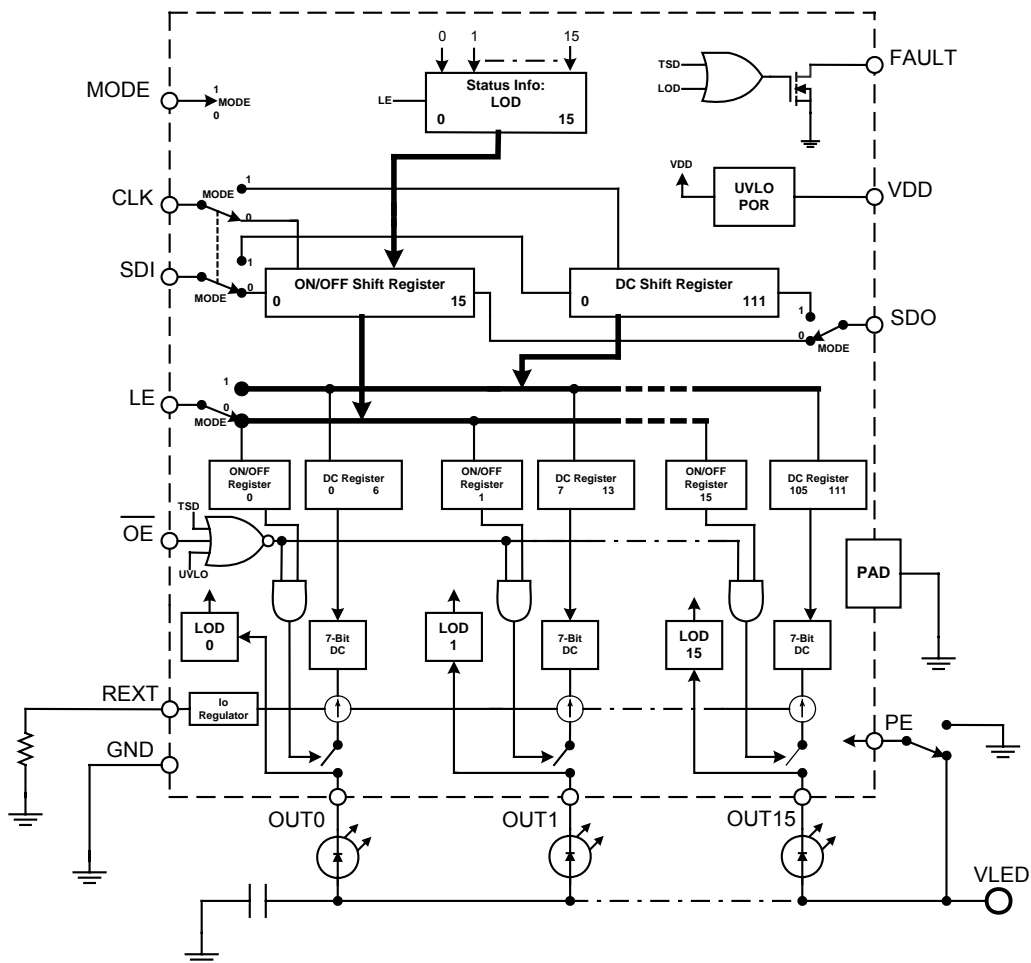 0 1 15
Status Info:
LOD
0 15
LE
TSD
LOD
FAULT
MODE
1
MODE
0
VDD
UVLO
POR
VDD
CLK
MODE
1
0
SDI
MODE
1
0
ON/OFF Shift Register
0 15
DC Shift Register
0 111
1
0
MODE
SDO
LE
1
0
MODE
ON/OFF
Register
0
DC Register
0 6
ON/OFF
Register
1
DC Register
7 13
ON/OFF
Register
15
DC Register
105 111
TSD
OE
UVLO
PAD
LOD
0
7-Bit
DC
LOD
1
7-Bit
DC
LOD
15
7-Bit
DC
REXT
Io
Regulator
GND
PE
OUT0
OUT1
OUT15
VLED